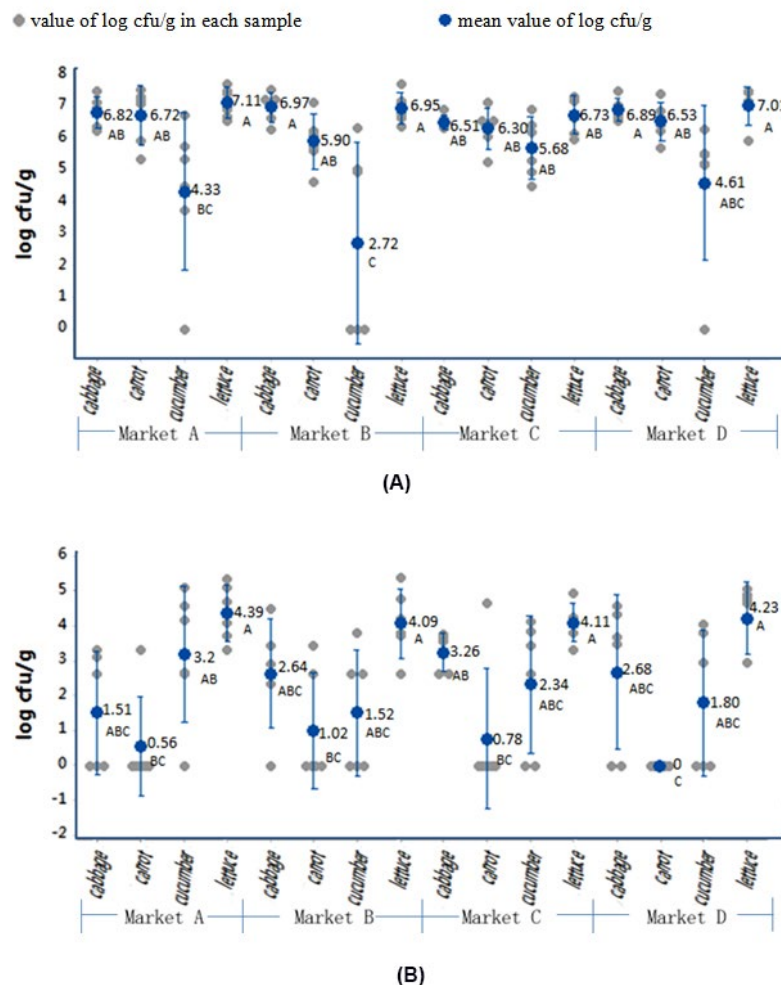 value of log cfu/g in each sample mean value of log cfu/g
8
7
6
5
4
3
2
1
0
log cfu/g
6.82
AB
6.72
AB
4.33
BC
7.11
A
6.97
A
5.90
AB
2.72
C
6.95
A
6.51
AB
6.30
AB
5.68
AB
6.73
AB
6.89
A
6.53
AB
4.61
ABC
A
cabbage carrot cucumber lettuce cabbage carrot cucumber lettuce cabbage carrot cucumber lettuce cabbage carrot cucumber lettuce
Market A Market B Market C Market D
(A)
6
5
4
3
2
1
0
-1
-2
log cfu/g
1.51
ABC
0.56
BC
3.2
AB
4.39
A
2.64
ABC
1.02
BC
1.52
ABC
4.09
A
3.26
AB
0.78
BC
2.34
ABC
4.11
A
2.68
ABC
0
C
1.80
ABC
4.23
A
cabbage carrot cucumber lettuce cabbage carrot cucumber lettuce cabbage carrot cucumber lettuce cabbage carrot cucumber lettuce
Market A Market B Market C Market D
(B)